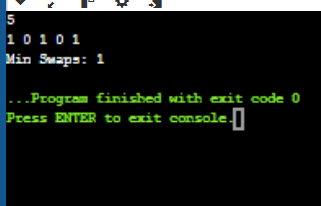 5
1 0 1 0 1
Min Swaps: 1
...Program finished with exit code 0
Press ENTER to exit console.